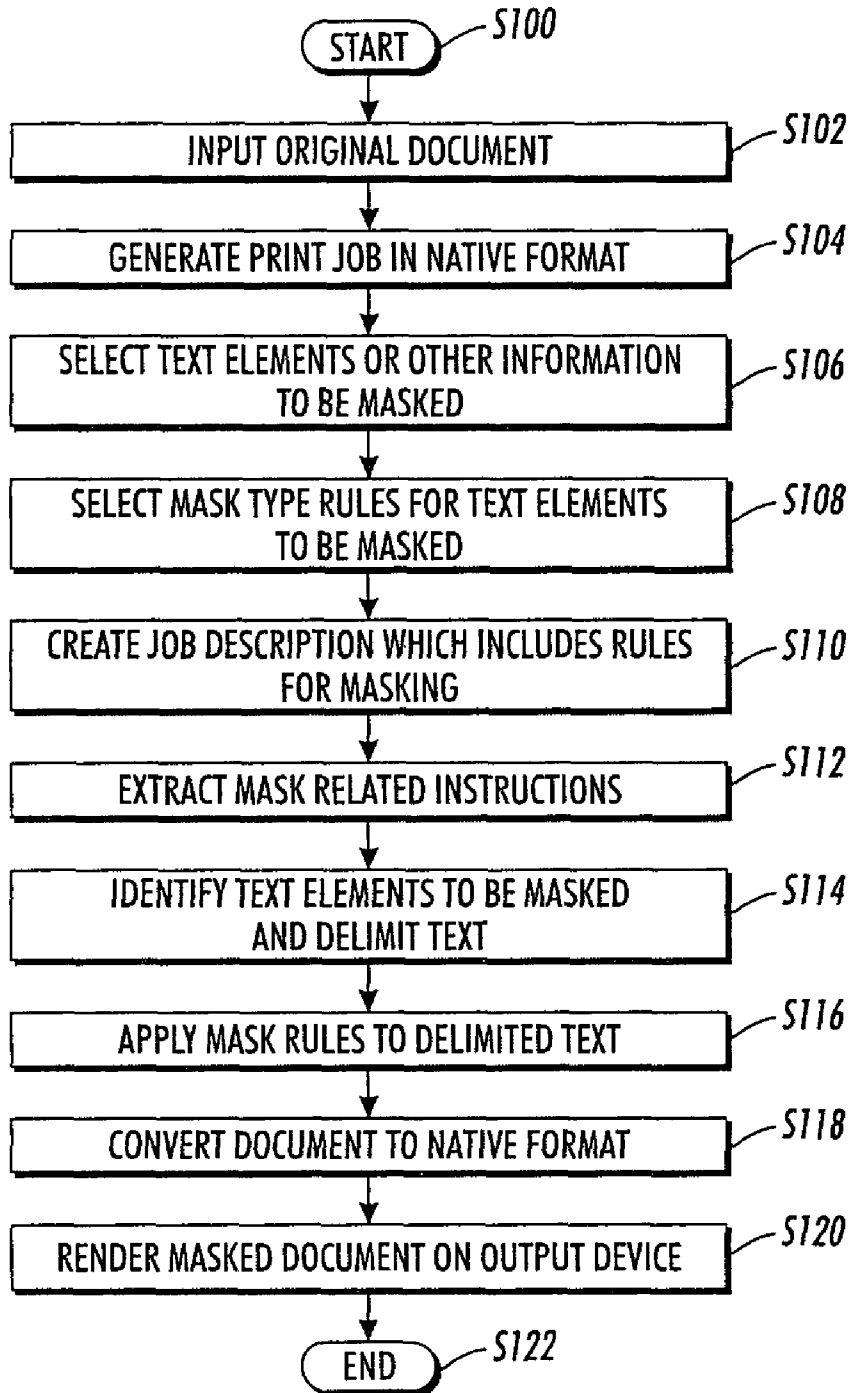 START
S100
INPUT ORIGINAL DOCUMENT
S102
GENERATE PRINT JOB IN NATIVE FORMAT
S104
SELECT TEXT ELEMENTS OR OTHER INFORMATION
TO BE MASKED
S106
SELECT MASK TYPE RULES FOR TEXT ELEMENTS
TO BE MASKED
S108
CREATE JOB DESCRIPTION WHICH INCLUDES RULES
FOR MASKING
S110
EXTRACT MASK RELATED INSTRUCTIONS
S112
IDENTIFY TEXT ELEMENTS TO BE MASKED
AND DELIMIT TEXT
S114
APPLY MASK RULES TO DELIMITED TEXT
S116
CONVERT DOCUMENT TO NATIVE FORMAT
S118
RENDER MASKED DOCUMENT ON OUTPUT DEVICE
S120
END
S122